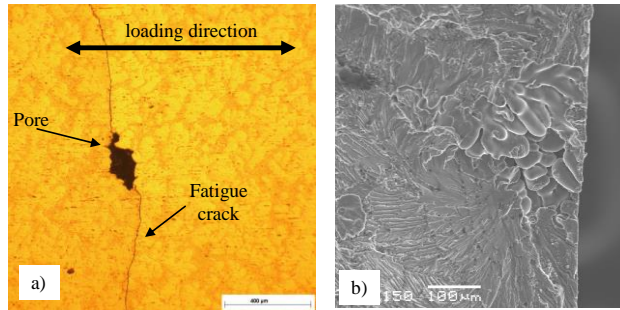 loading direction
Pore
Fatigue
crack
a)
400 µm
b)
150 100µm